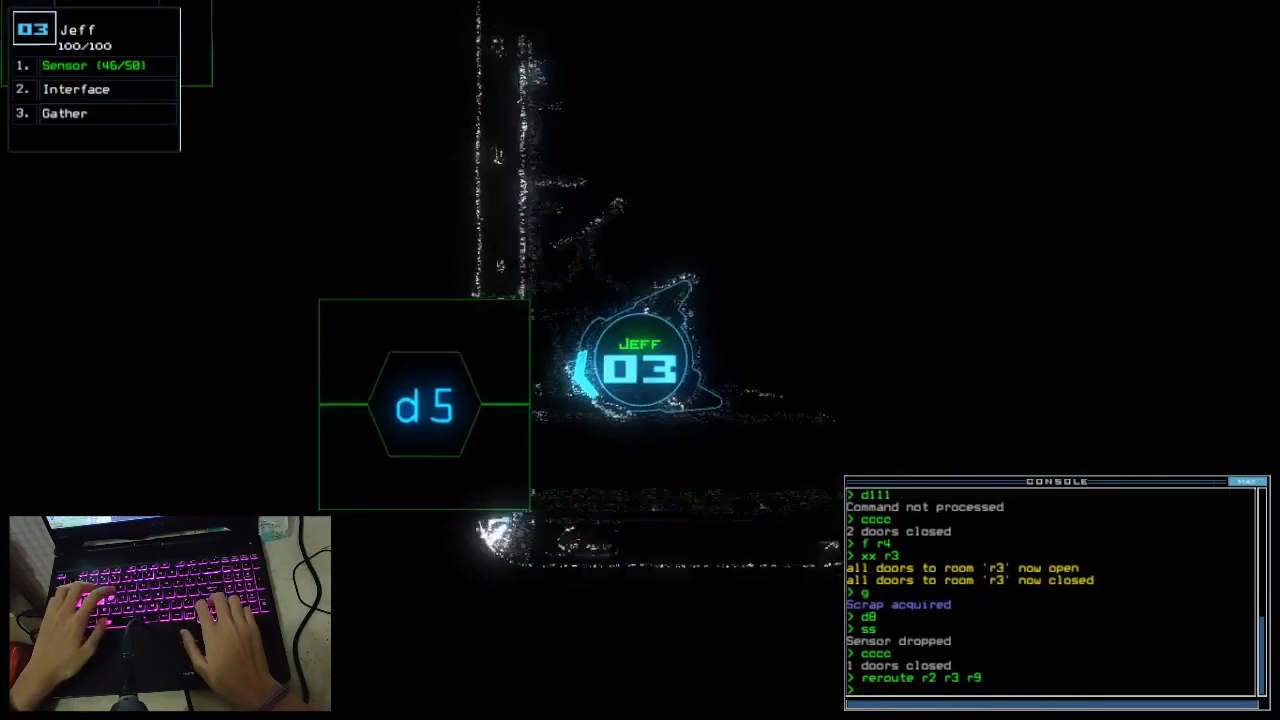 03 Jeff
100/100
1. Sensor (46/50)
2. Interface
3. Gather
JEFF
03
d5
CONSOLE
> d111
Command not processed
> cccc
2 doors closed
> f r4
> xx r3
all doors to room 'r3' now open
all doors to room 'r3' now closed
> g
Scrap acquired
> d8
> ss
Sensor dropped
> cccc
1 doors closed
> reroute r2 r3 r9
>